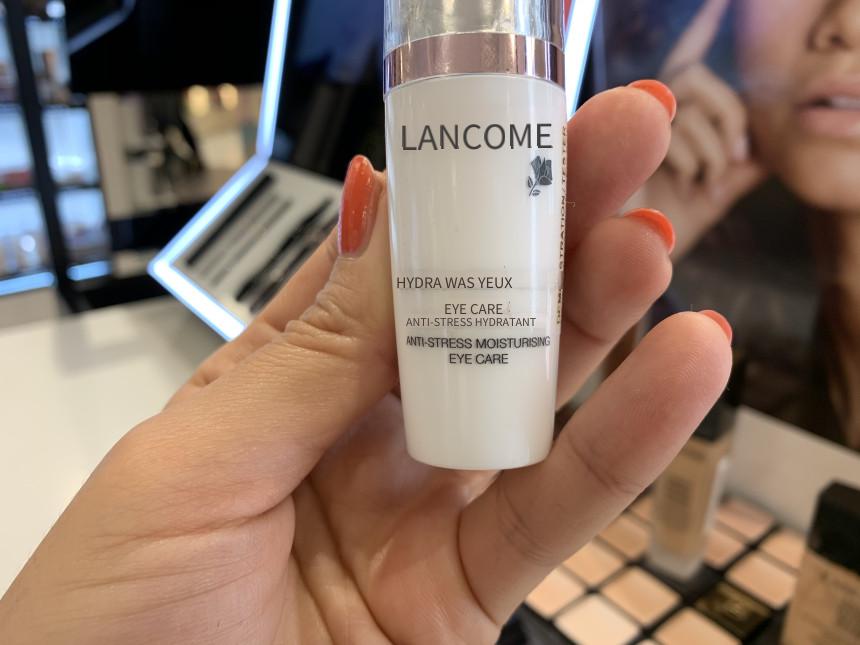 LANCOME
HYDRA WAS YEUX
EYE CARE
ANTI-STRESS HYDRATANT
ANTI-STRESS MOISTURISING
EYE CARE